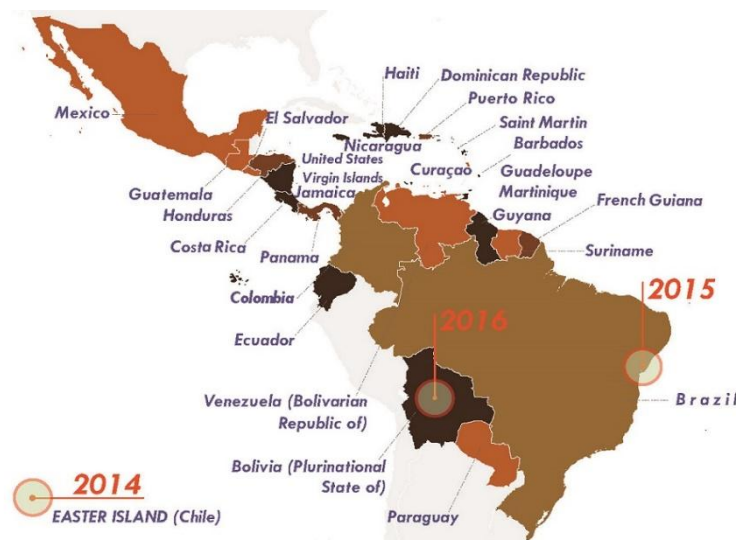 Haiti
Dominican Republic
Puerto Rico
Mexico
El Salvador
Saint Martin
Nicaragua
Barbados
United States
Virgin Islands
Curaçao
Guadeloupe
Guatemala
Jamaica
Martinique
Honduras
Guyana
French Guiana
Costa Rica
Panama
Suriname
Colombia
2015
2016
Ecuador
Venezuela (Bolivarian
Republic of)
Brazil
Bolivia (Plurinational
State of)
2014
EASTER ISLAND (Chile)
Paraguay